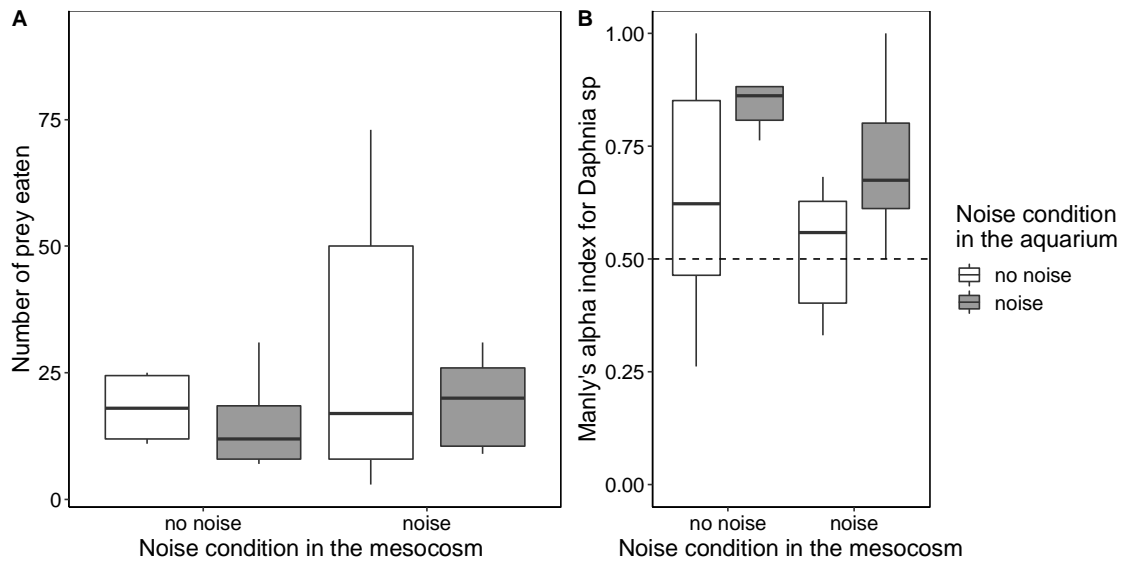 A
Number of prey eaten
75
50
25
0
no noise
noise
Noise condition in the mesocosm
B
Manly's alpha index for Daphnia sp
1.00
0.75
0.50
0.25
0.00
no noise
noise
Noise condition in the mesocosm
Noise condition
in the aquarium
no noise
noise